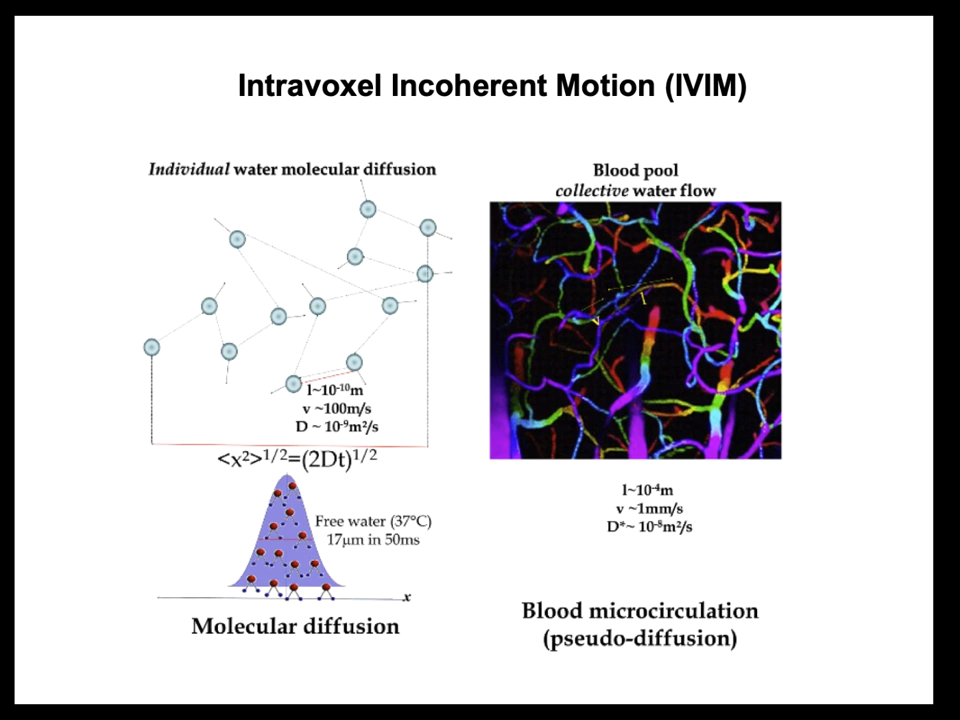 Intravoxel Incoherent Motion (IVIM)
Individual water molecular diffusion
l~10⁻¹⁰m
v ~100m/s
D ~ 10⁻⁹m²/s
<x²>¹/²=(2Dt)¹/²
Free water (37°C)
17µm in 50ms
x
Molecular diffusion
Blood pool
collective water flow
l
v
l~10⁻⁴m
v ~1mm/s
D*~ 10⁻⁸m²/s
Blood microcirculation
(pseudo-diffusion)